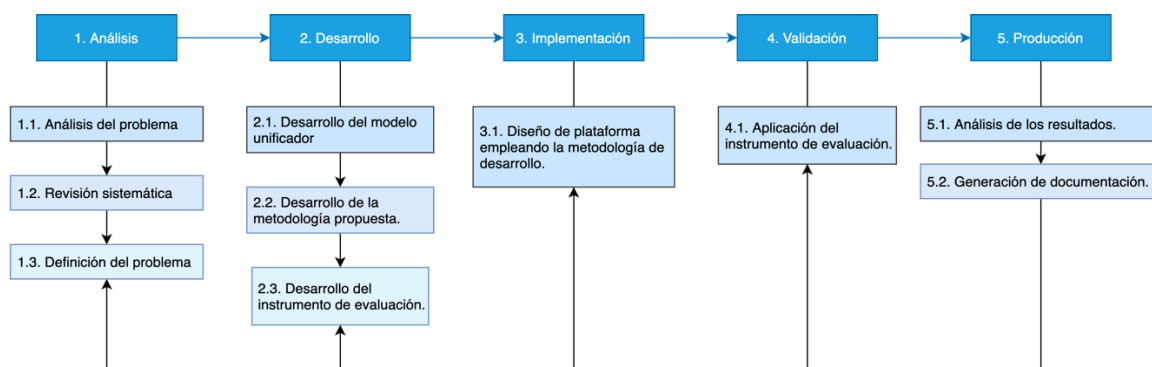 1. Análisis
2. Desarrollo
3. Implementación
4. Validación
5. Producción
1.1. Análisis del problema
1.2. Revisión sistemática
1.3. Definición del problema
2.1. Desarrollo del modelo
unificador
2.2. Desarrollo de la
metodología propuesta.
2.3. Desarrollo del
instrumento de evaluación.
3.1. Diseño de plataforma
empleando la metodología de
desarrollo.
4.1. Aplicación del
instrumento de evaluación.
5.1. Análisis de los resultados.
5.2. Generación de documentación.